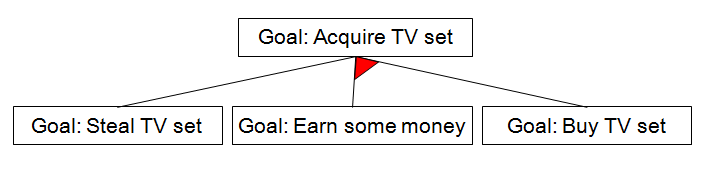 Goal: Acquire TV set
Goal: Steal TV set
Goal: Earn some money
Goal: Buy TV set